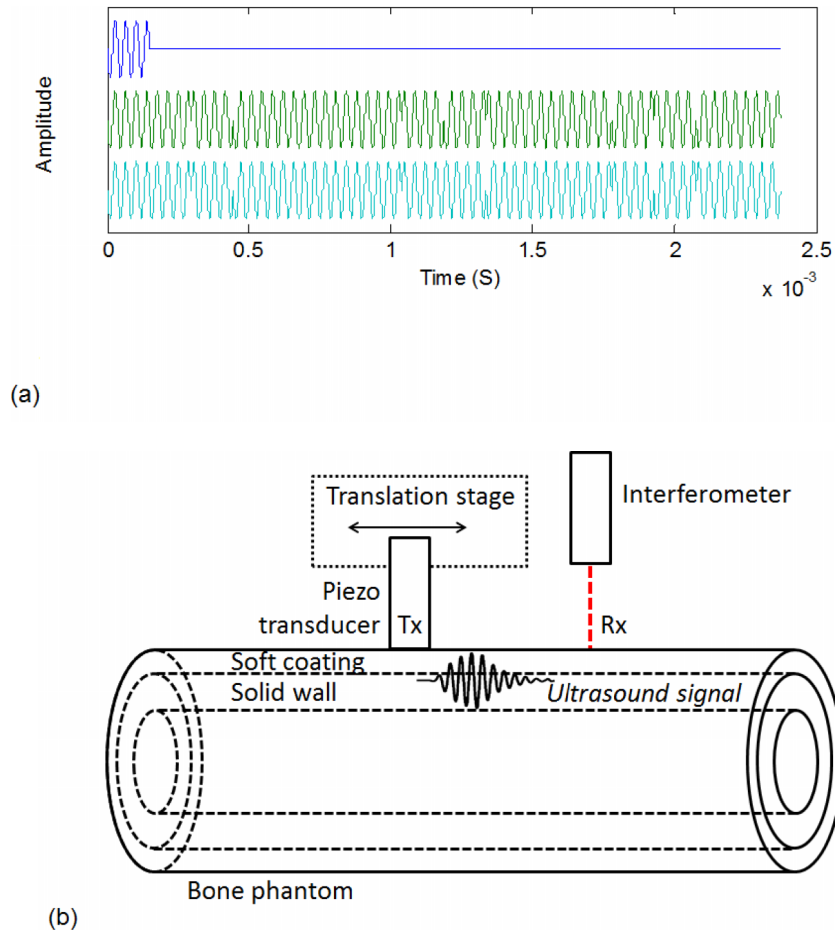 Amplitude
0
0.5
1
1.5
2
2.5
Time (S)
x 10⁻³
(a)
Translation stage
Interferometer
Piezo
transducer
Tx
Rx
Soft coating
Solid wall
Ultrasound signal
Bone phantom
(b)